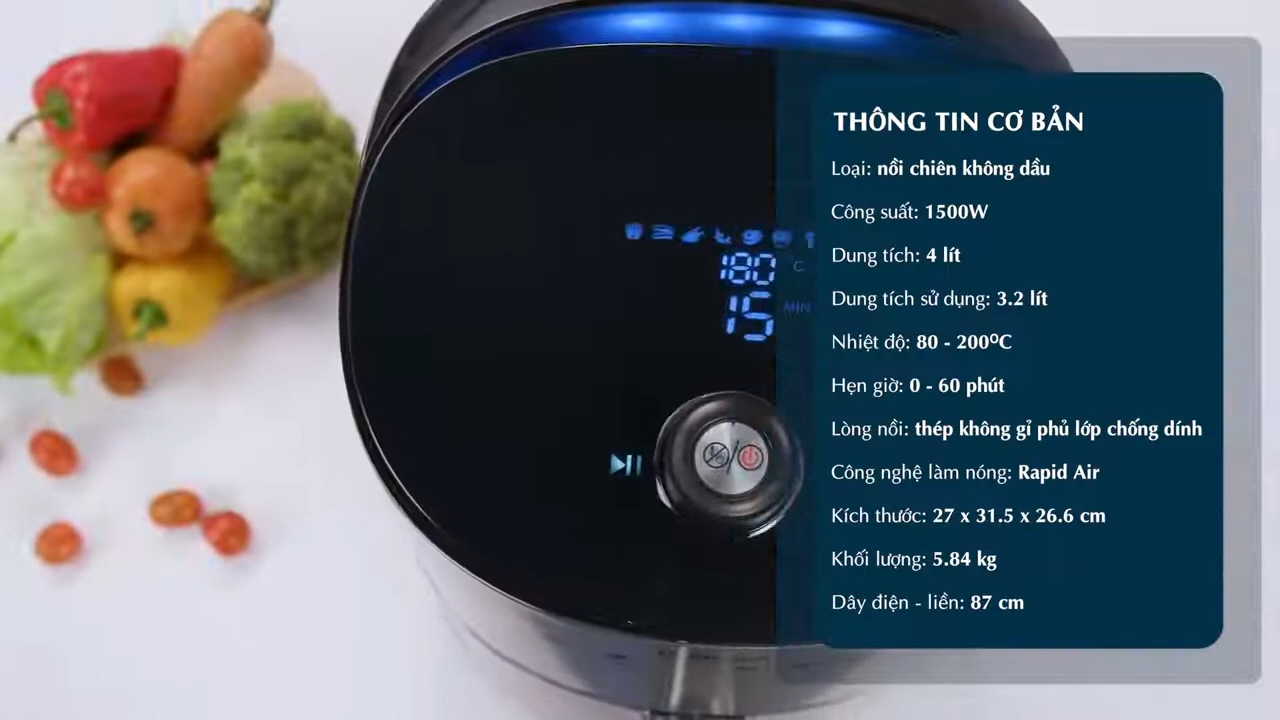 THÔNG TIN CƠ BẢN
Loại: nồi chiên không dầu
Công suất: 1500W
Dung tích: 4 lít
Dung tích sử dụng: 3.2 lít
Nhiệt độ: 80 - 200ºC
Hẹn giờ: 0 - 60 phút
Lòng nồi: thép không gỉ phủ lớp chống dính
Công nghệ làm nóng: Rapid Air
Kích thước: 27 x 31.5 x 26.6 cm
Khối lượng: 5.84 kg
Dây điện - liền: 87 cm
180 C
15 MIN